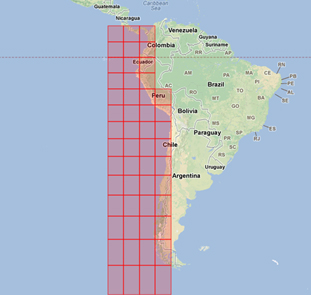 Caribbean
Sea
Guatemala
Nicaragua
Venezuela
Guyana
Colombia
Suriname
RR
AP
Ecuador
AM
PA
MA
CE
RN
PB
PE
AL
SE
PI
AC
TO
Peru
RO
Brazil
BA
MT
GO
Bolivia
MG
MS
ES
Paraguay
SP
RJ
PR
Chile
SC
RS
Uruguay
Argentina